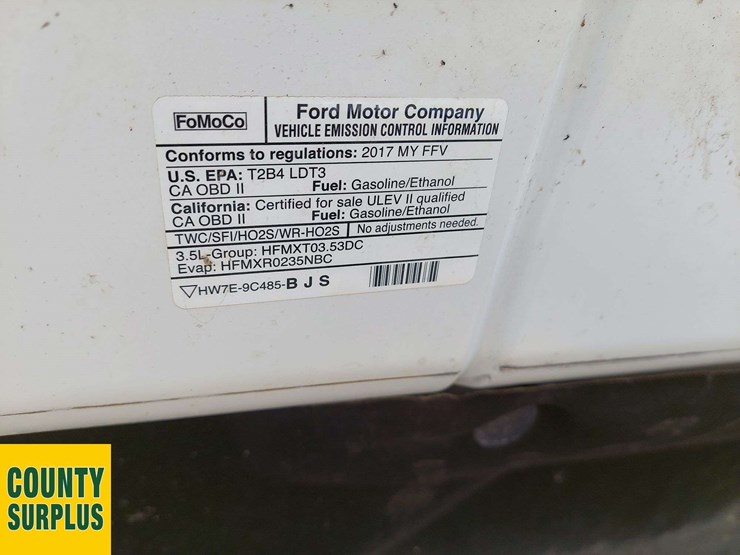 FoMoCo
Ford Motor Company
VEHICLE EMISSION CONTROL INFORMATION
Conforms to regulations: 2017 MY FFV
U.S. EPA: T2B4 LDT3
CA OBD II Fuel: Gasoline/Ethanol
California: Certified for sale ULEV II qualified
CA OBD II Fuel: Gasoline/Ethanol
TWC/SFI/HO2S/WR-HO2S No adjustments needed.
3.5L-Group: HFMXT03.53DC
Evap: HFMXR0235NBC
HW7E-9C485-B J S
COUNTY
SURPLUS